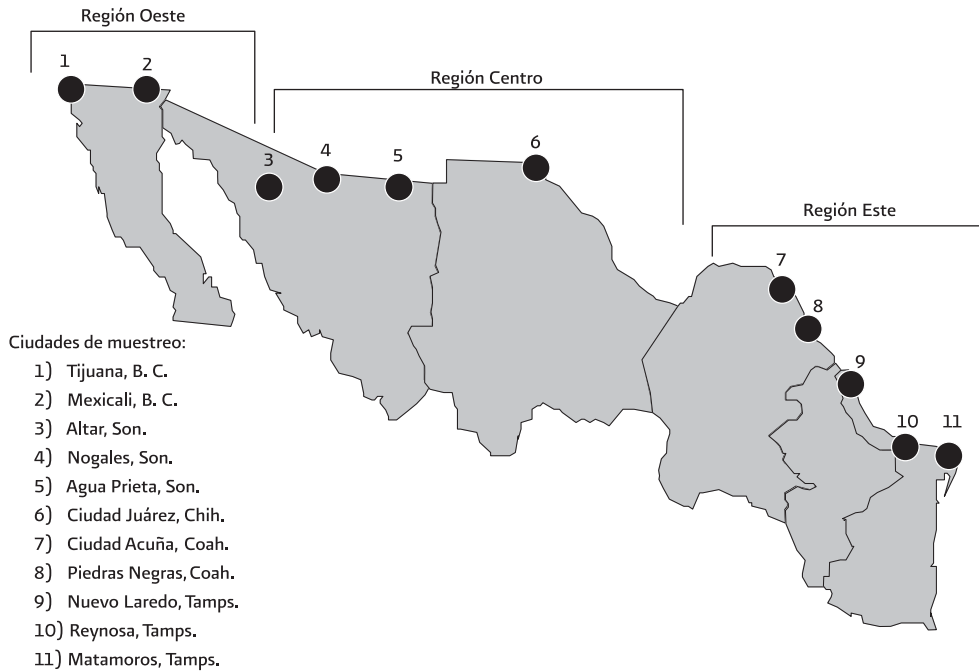 Región Oeste
1
2
Región Centro
3
4
5
6
Región Este
7
8
9
10
11
Ciudades de muestreo:
1) Tijuana, B. C.
2) Mexicali, B. C.
3) Altar, Son.
4) Nogales, Son.
5) Agua Prieta, Son.
6) Ciudad Juárez, Chih.
7) Ciudad Acuña, Coah.
8) Piedras Negras, Coah.
9) Nuevo Laredo, Tamps.
10) Reynosa, Tamps.
11) Matamoros, Tamps.